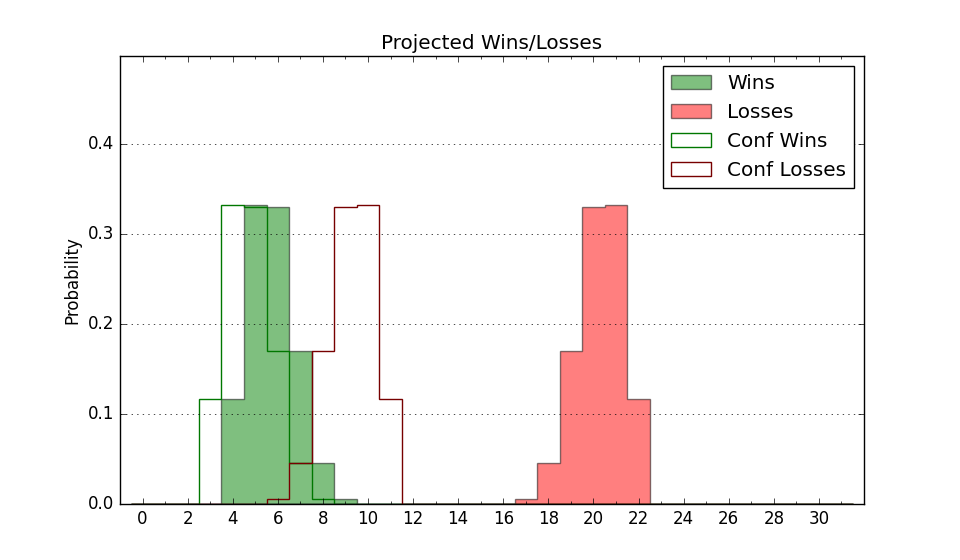 Projected Wins/Losses
Wins
Losses
Conf Wins
Conf Losses
Probability
0.4
0.3
0.2
0.1
0.0
0 2 4 6 8 10 12 14 16 18 20 22 24 26 28 30